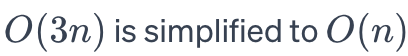 O(3n) is simplified to O(n)